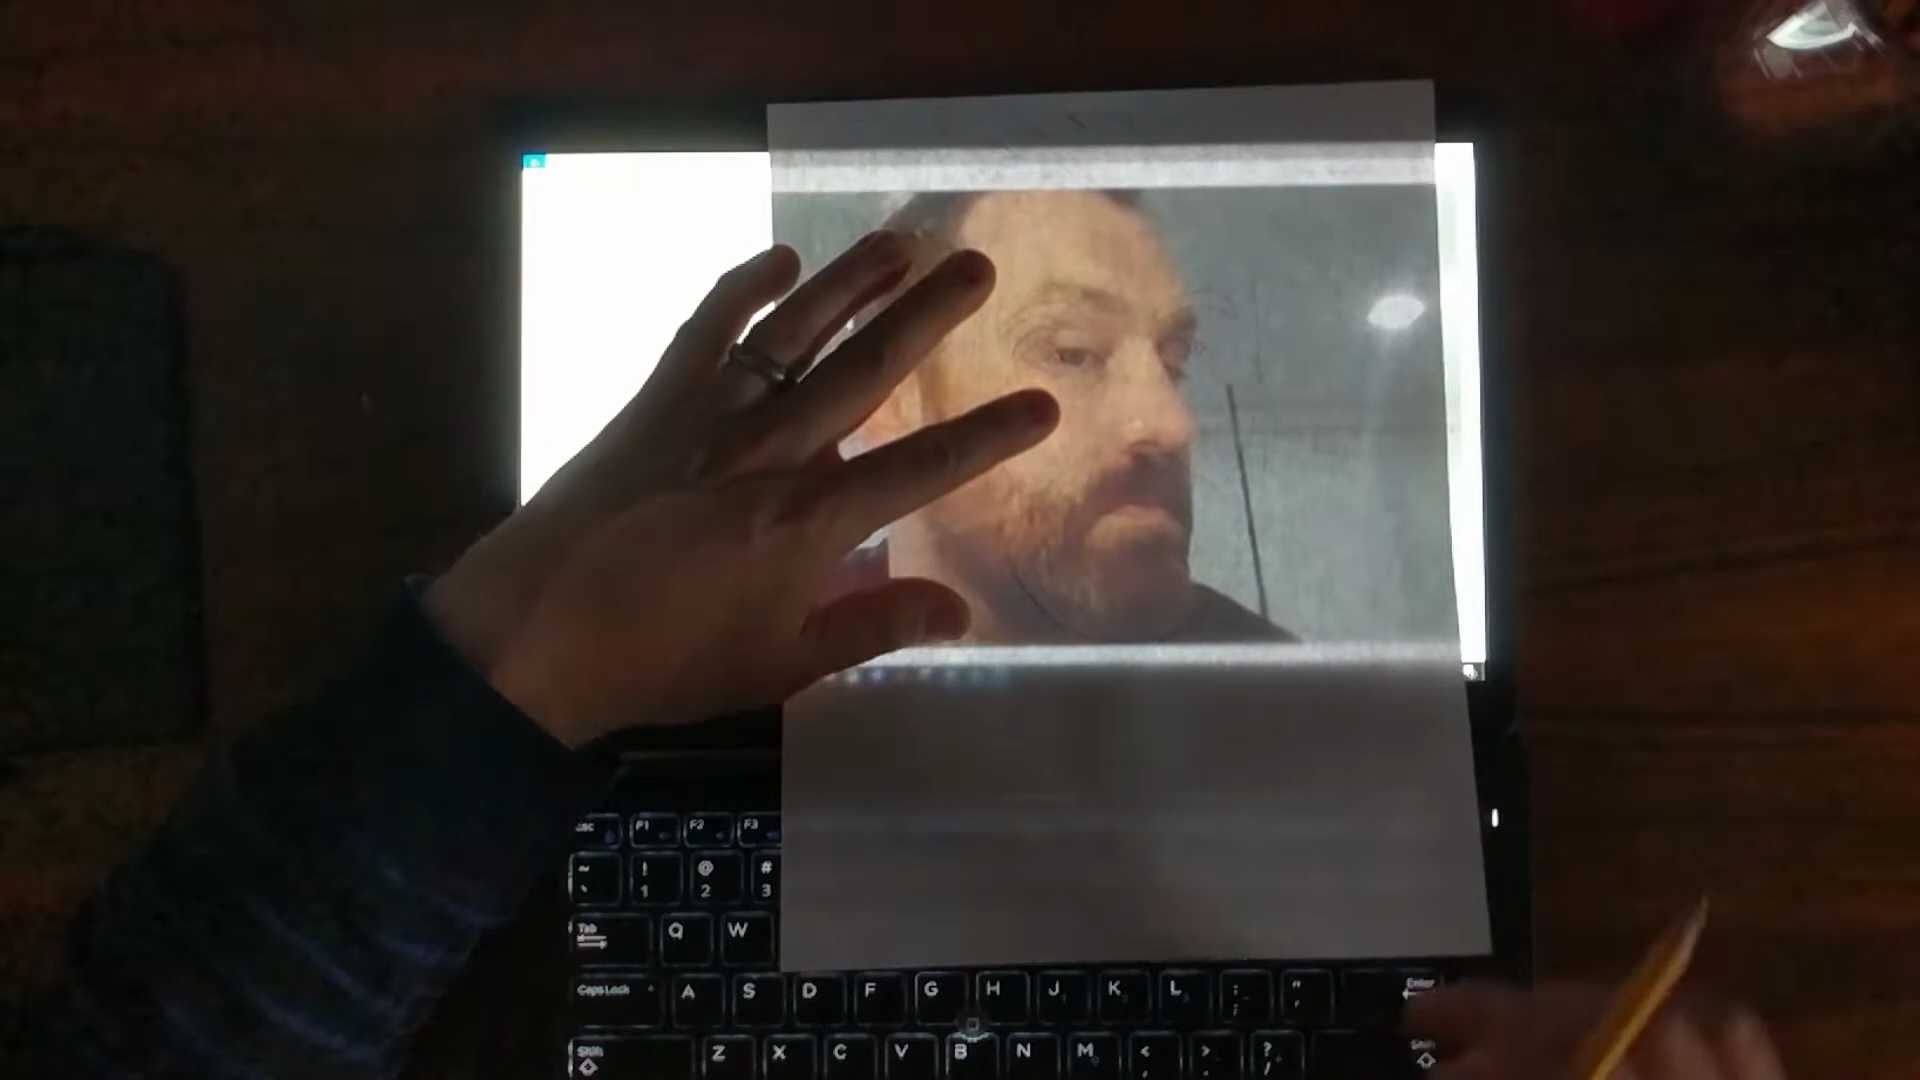 Esc F1 F2 F3
~ ! @ #
` 1 2 3
Tab Q W
Caps Lock A S D F G H J K L : "
; '
Enter
Shift Z X C V B N M < > ? Shift
, . /